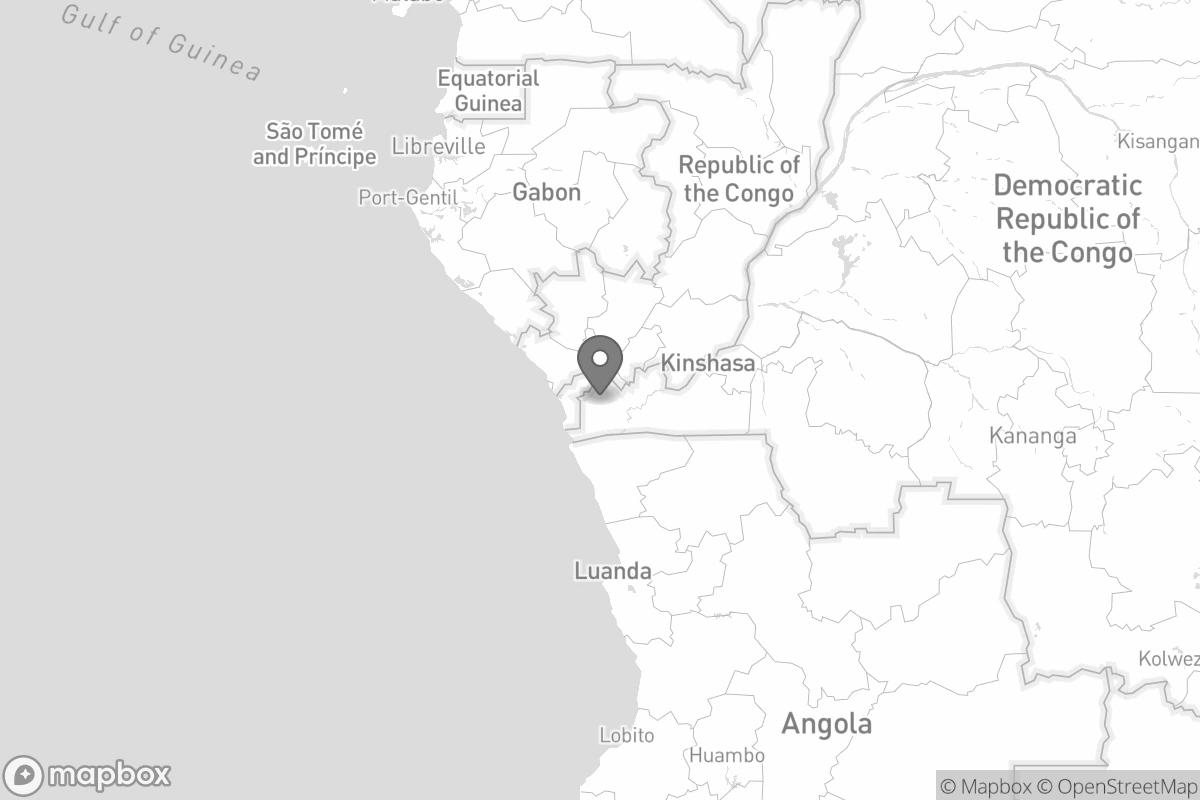 Gulf of Guinea
Equatorial
Guinea
São Tomé
and Príncipe
Libreville
Port-Gentil
Gabon
Republic of
the Congo
Kisangan
Democratic
Republic of
the Congo
Kinshasa
Kananga
Luanda
Kolwez
Angola
Lobito
Huambo
mapbox
© Mapbox © OpenStreetMap